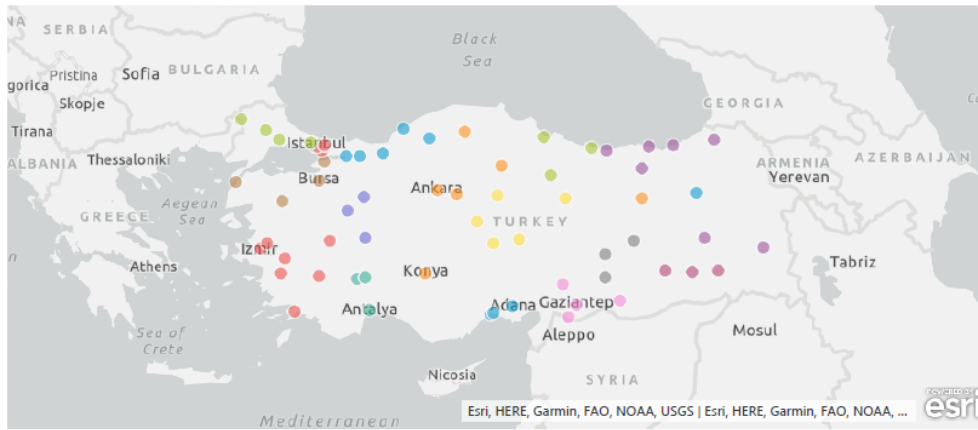 NA
SERBIA
Black
Sea
Pristina
Sofia
BULGARIA
gorica
Skopje
GEORGIA
Tirana
Istanbul
ALBANIA
Thessaloniki
ARMENIA
AZERBAIJAN
Yerevan
Bursa
Ankara
Aegean
Sea
GREECE
TURKEY
Izmir
Athens
Konya
Tabriz
Antalya
Adana
Gaziantep
Sea of
Crete
Aleppo
Mosul
Nicosia
SYRIA
Mediterranean
Esri, HERE, Garmin, FAO, NOAA, USGS | Esri, HERE, Garmin, FAO, NOAA, ...
esri